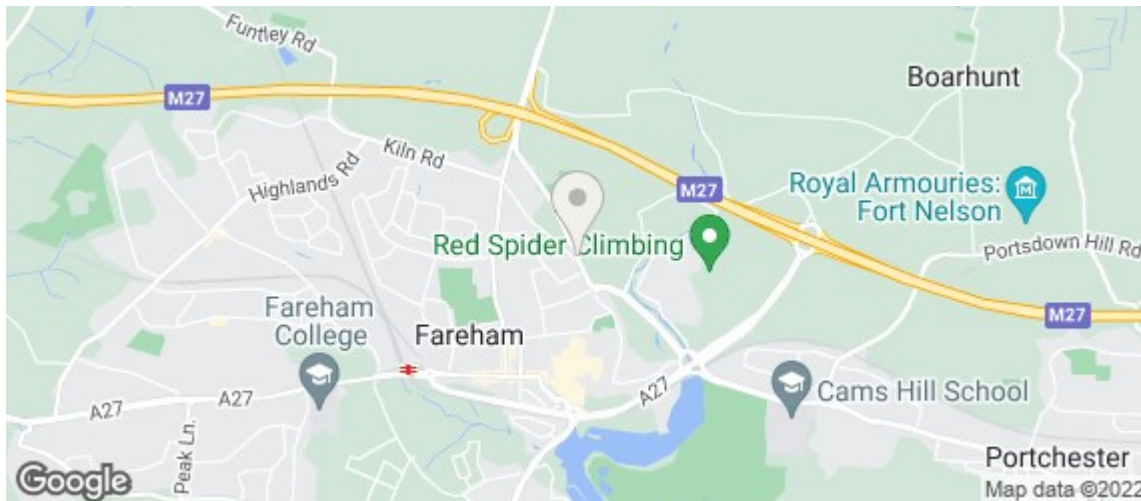 Funtley Rd
Boarhunt
M27
Kiln Rd
Highlands Rd
M27
Royal Armouries:
Fort Nelson
Red Spider Climbing
Portsdown Hill Rd
Fareham
College
Fareham
M27
A27
A27
A27
Cams Hill School
Peak Ln.
Portchester
Google
Map data ©2022